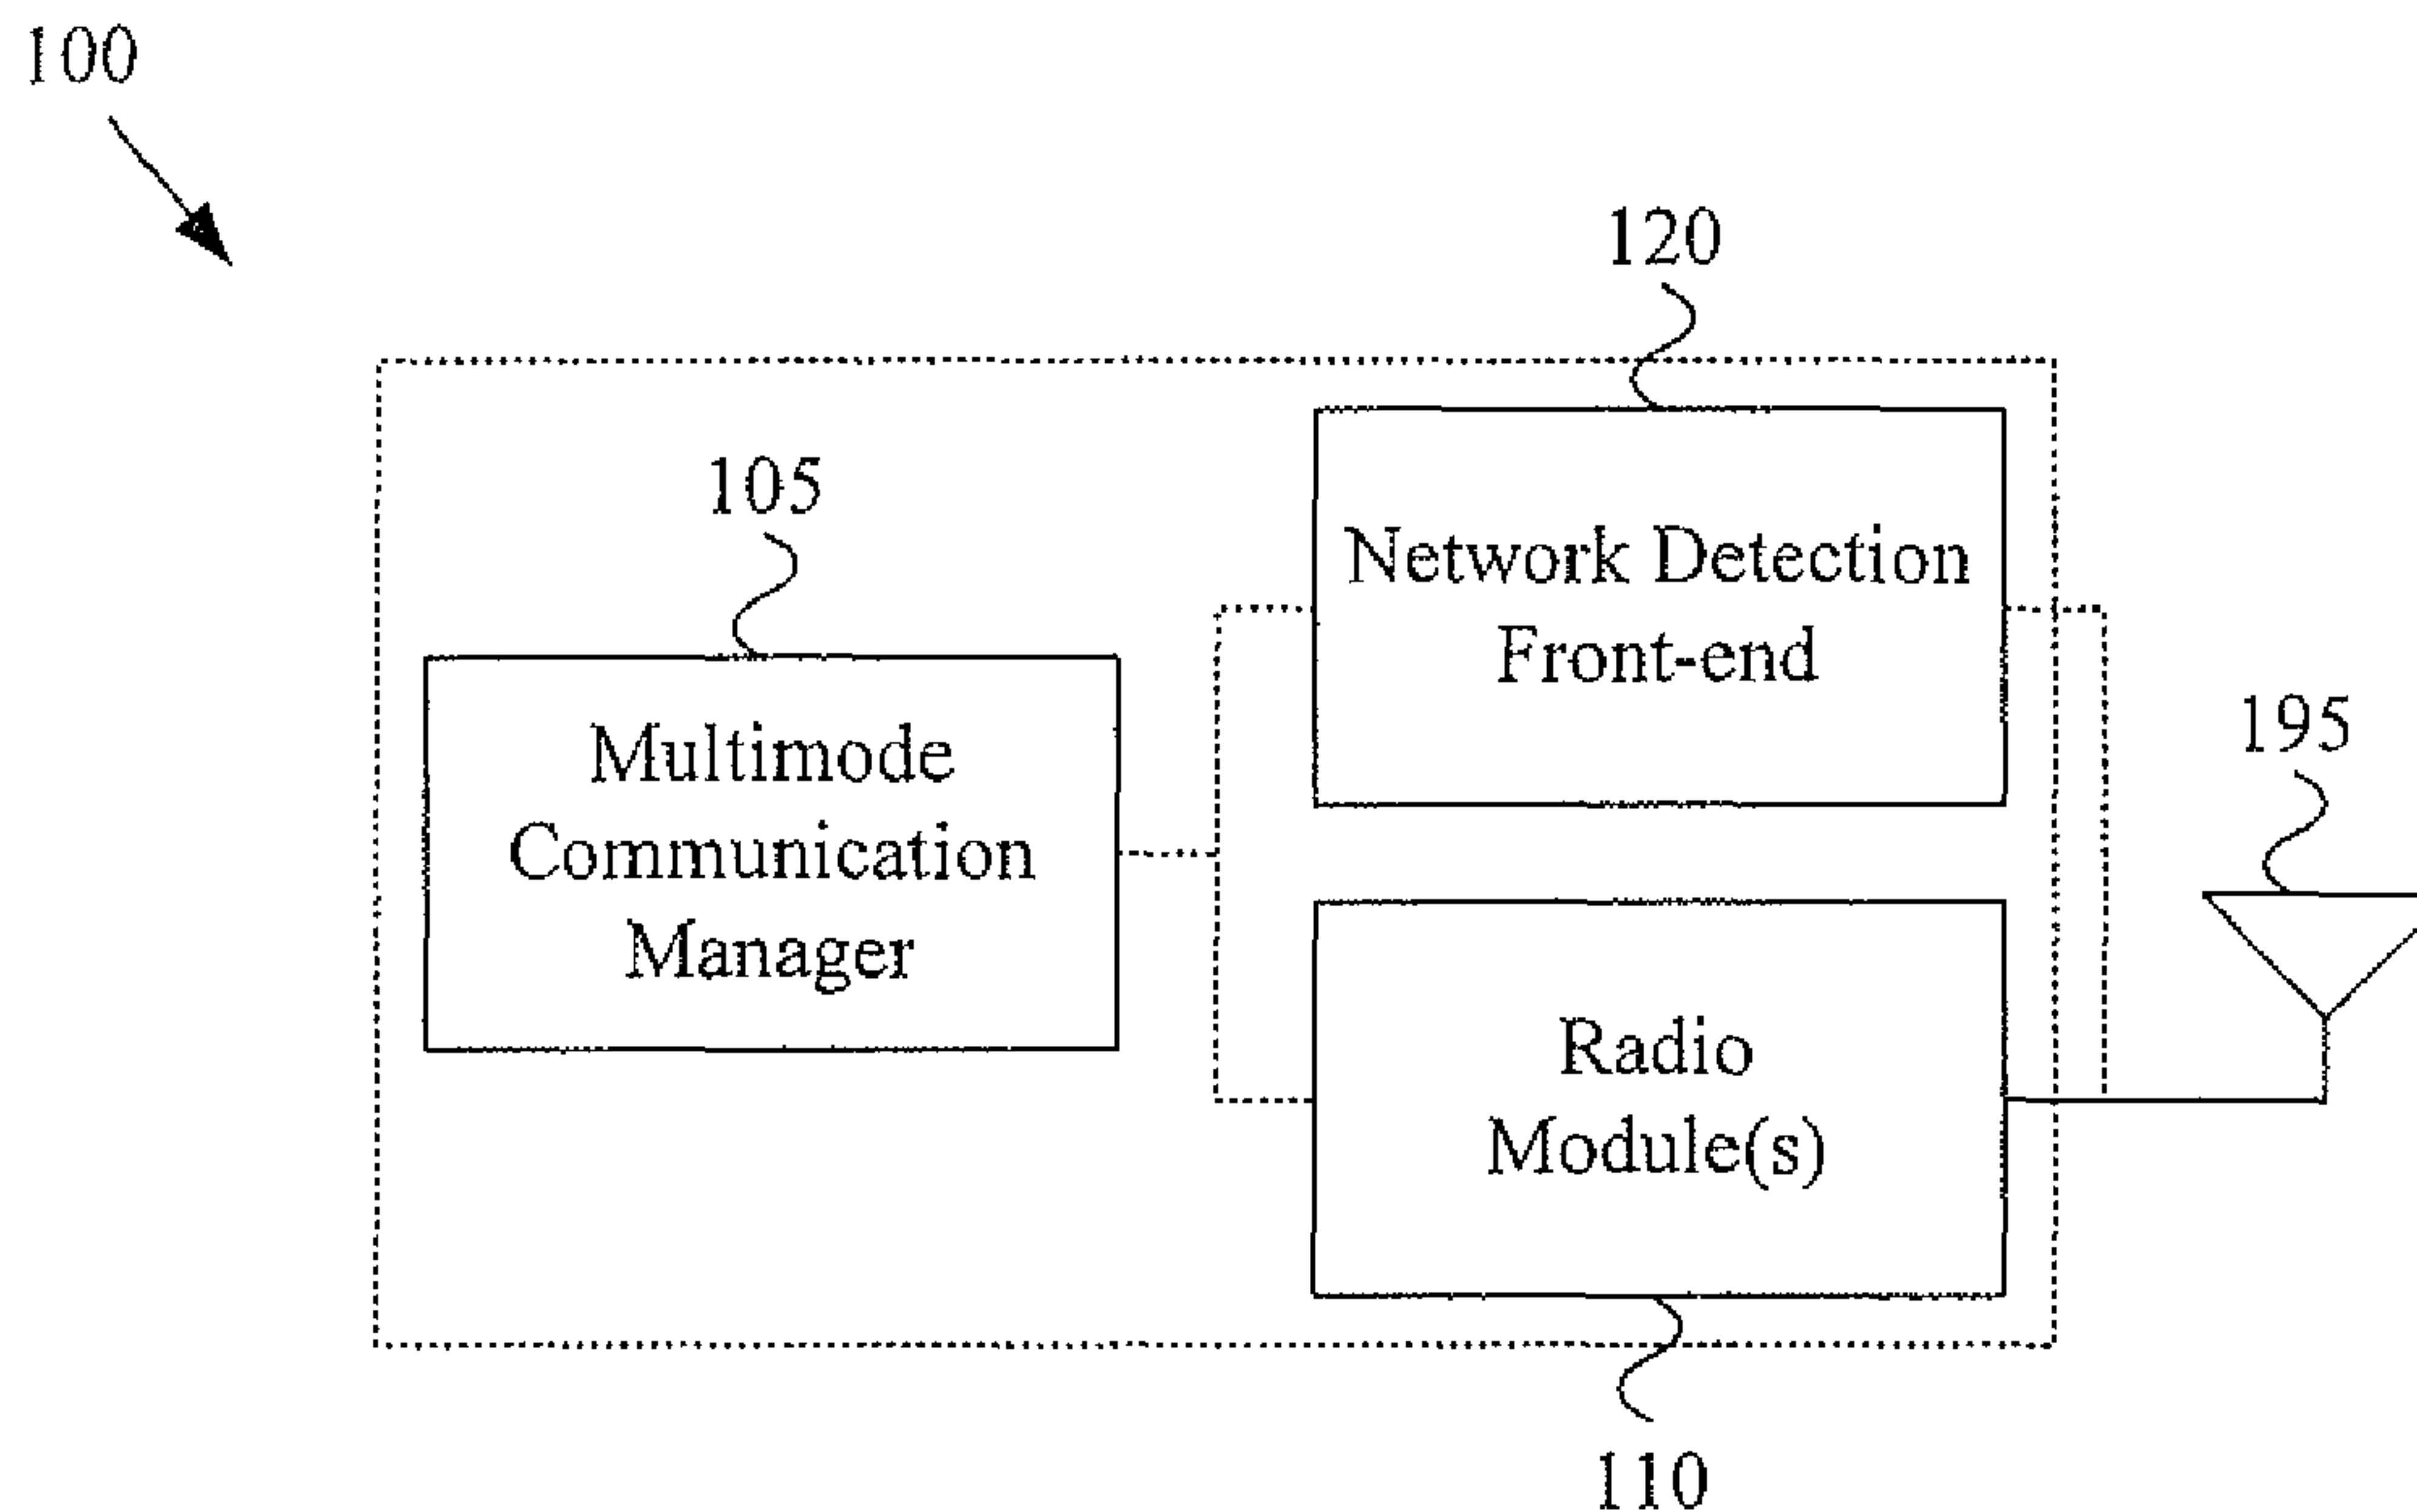 100
120
105
Network Detection
Front-end
195
Multimode
Communication
Manager
Radio
Module(s)
110